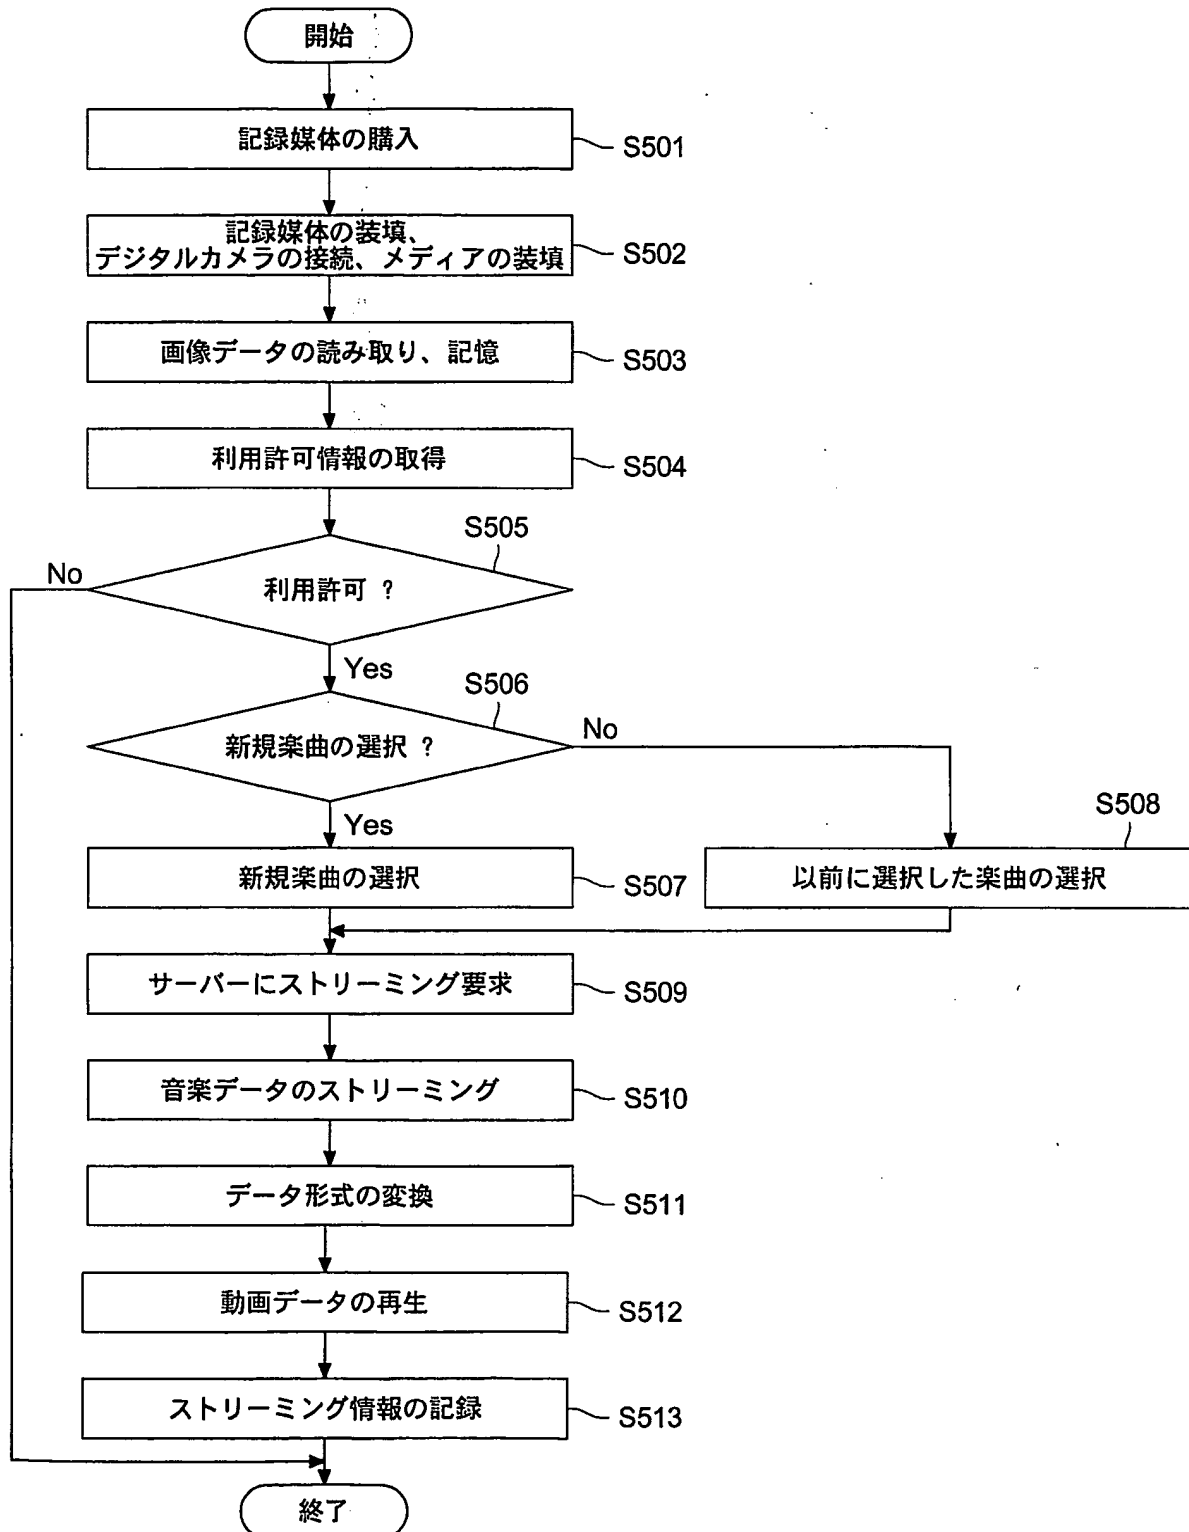 開始
記録媒体の購入
S501
記録媒体の装填、
デジタルカメラの接続、メディアの装填
S502
画像データの読み取り、記憶
S503
利用許可情報の取得
S504
S505
No
利用許可 ?
Yes
S506
新規楽曲の選択 ?
No
Yes
S508
新規楽曲の選択
S507
以前に選択した楽曲の選択
サーバーにストリーミング要求
S509
音楽データのストリーミング
S510
データ形式の変換
S511
動画データの再生
S512
ストリーミング情報の記録
S513
終了